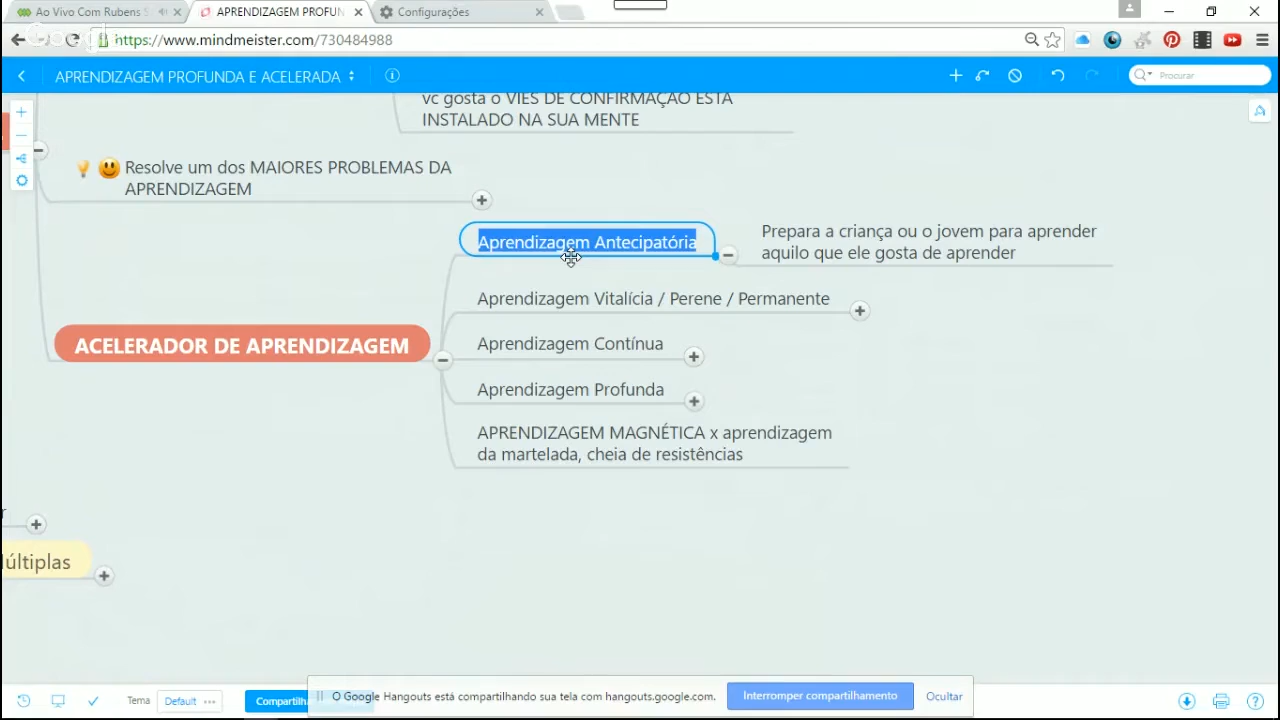 Ao Vivo Com Rubens S
APRENDIZAGEM PROFUN
Configurações
https://www.mindmeister.com/730484988
APRENDIZAGEM PROFUNDA E ACELERADA
Procurar
vc gosta o VIES DE CONFIRMAÇÃO ESTA
INSTALADO NA SUA MENTE
Resolve um dos MAIORES PROBLEMAS DA
APRENDIZAGEM
Aprendizagem Antecipatória
Prepara a criança ou o jovem para aprender
aquilo que ele gosta de aprender
Aprendizagem Vitalícia / Perene / Permanente
ACELERADOR DE APRENDIZAGEM
Aprendizagem Contínua
Aprendizagem Profunda
APRENDIZAGEM MAGNÉTICA x aprendizagem
da martelada, cheia de resistências
r
últiplas
Tema
Default
Compartilh
O Google Hangouts está compartilhando sua tela com hangouts.google.com.
Interromper compartilhamento
Ocultar